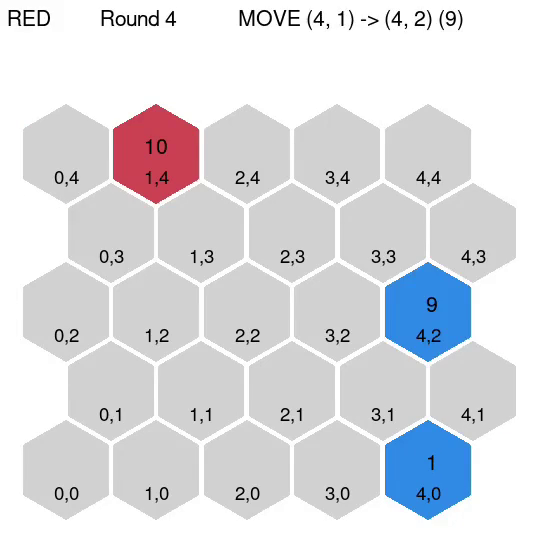 RED Round 4 MOVE (4, 1) -> (4, 2) (9)
10
0,4 1,4 2,4 3,4 4,4
0,3 1,3 2,3 3,3 4,3
9
0,2 1,2 2,2 3,2 4,2
0,1 1,1 2,1 3,1 4,1
1
0,0 1,0 2,0 3,0 4,0